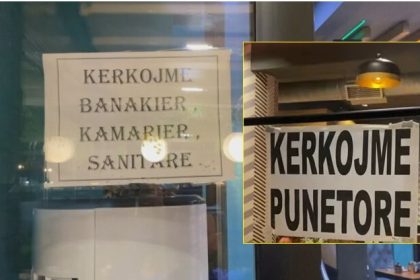 KERKOJME
BANAKIER,
KAMARIER,
SANITARE
KERKOJME
PUNETORE